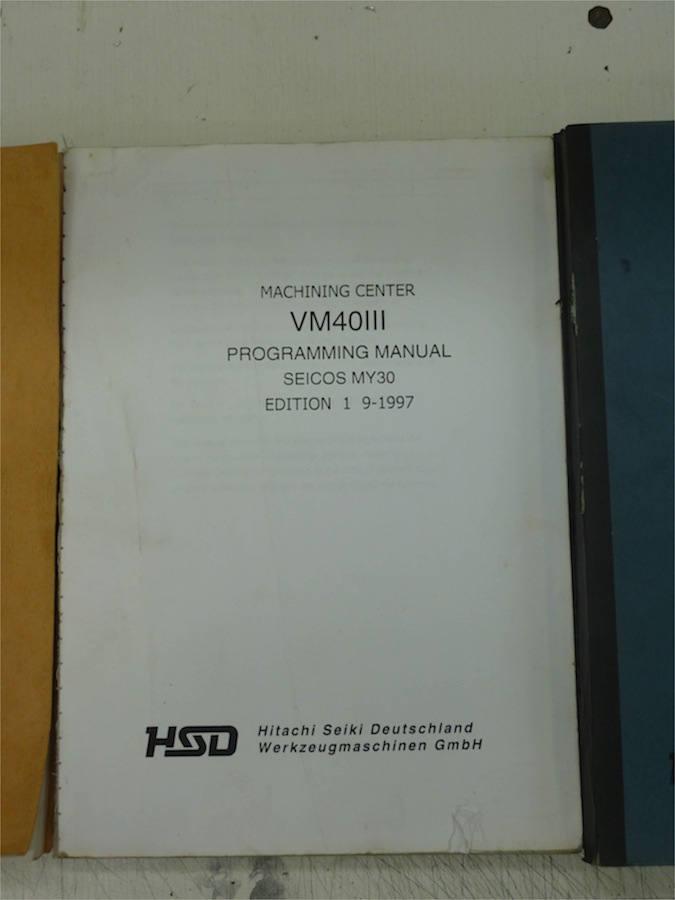 MACHINING CENTER
VM40III
PROGRAMMING MANUAL
SEICOS MY30
EDITION 1 9-1997
HSD
Hitachi Seiki Deutschland
Werkzeugmaschinen GmbH